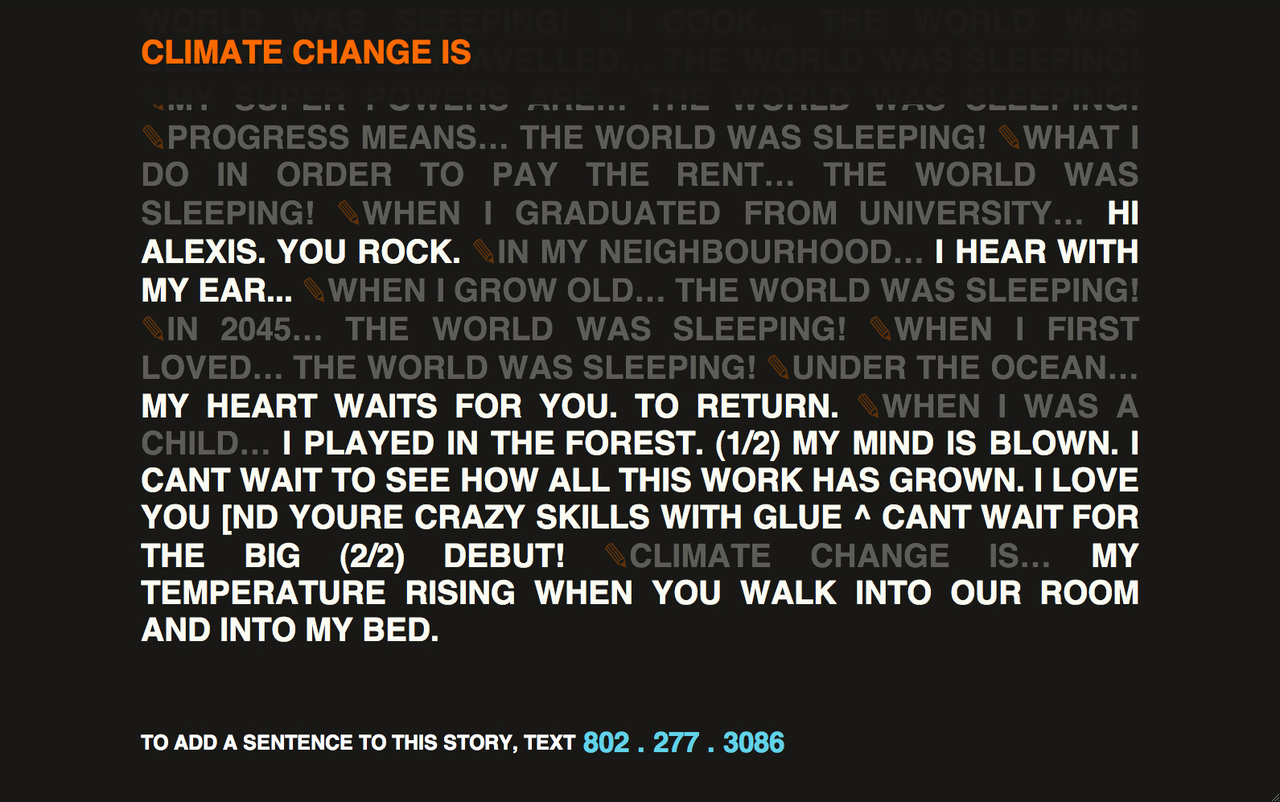 WORLD WAS SLEEPING! I COOK... THE WORLD WAS
CLIMATE CHANGE IS
AVELLED... THE WORLD WAS SLEEPING!
✎MY SUPER POWERS ARE... THE WORLD WAS SLEEPING!
✎PROGRESS MEANS... THE WORLD WAS SLEEPING! ✎WHAT I
DO IN ORDER TO PAY THE RENT... THE WORLD WAS
SLEEPING! ✎WHEN I GRADUATED FROM UNIVERSITY... HI
ALEXIS. YOU ROCK. ✎IN MY NEIGHBOURHOOD... I HEAR WITH
MY EAR... ✎WHEN I GROW OLD... THE WORLD WAS SLEEPING!
✎IN 2045... THE WORLD WAS SLEEPING! ✎WHEN I FIRST
LOVED... THE WORLD WAS SLEEPING! ✎UNDER THE OCEAN...
MY HEART WAITS FOR YOU. TO RETURN. ✎WHEN I WAS A
CHILD... I PLAYED IN THE FOREST. (1/2) MY MIND IS BLOWN. I
CANT WAIT TO SEE HOW ALL THIS WORK HAS GROWN. I LOVE
YOU [ND YOURE CRAZY SKILLS WITH GLUE ^ CANT WAIT FOR
THE BIG (2/2) DEBUT! ✎CLIMATE CHANGE IS... MY
TEMPERATURE RISING WHEN YOU WALK INTO OUR ROOM
AND INTO MY BED.
TO ADD A SENTENCE TO THIS STORY, TEXT 802 . 277 . 3086